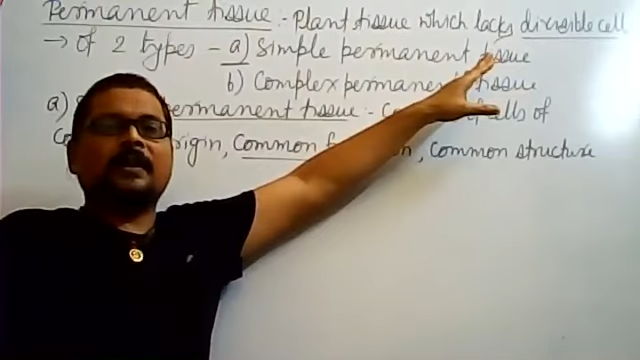 Permanent tissue :- Plant tissue which lacks divisible cell
→ Of 2 types - a) Simple permanent tissue
b) Complex permanent tissue
a) permanent tissue :- of cells of
origin, Common common structure